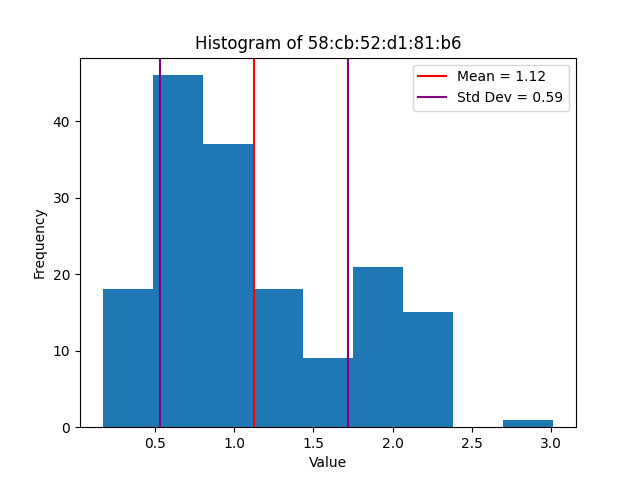 Histogram of 58:cb:52:d1:81:b6
Mean = 1.12
Std Dev = 0.59
Frequency
40
30
20
10
0
0.5 1.0 1.5 2.0 2.5 3.0
Value